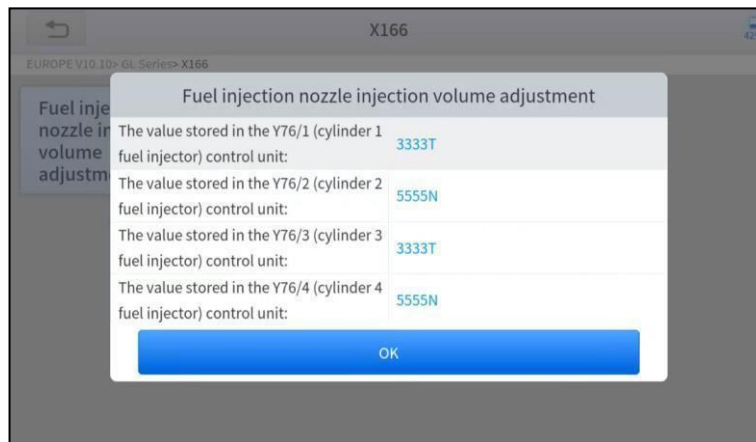 X166
EUROPE V10.10> GL Series> X166
Fuel inje
nozzle in
volume
adjustm
Fuel injection nozzle injection volume adjustment
The value stored in the Y76/1 (cylinder 1
fuel injector) control unit:
3333T
The value stored in the Y76/2 (cylinder 2
fuel injector) control unit:
5555N
The value stored in the Y76/3 (cylinder 3
fuel injector) control unit:
3333T
The value stored in the Y76/4 (cylinder 4
fuel injector) control unit:
5555N
OK